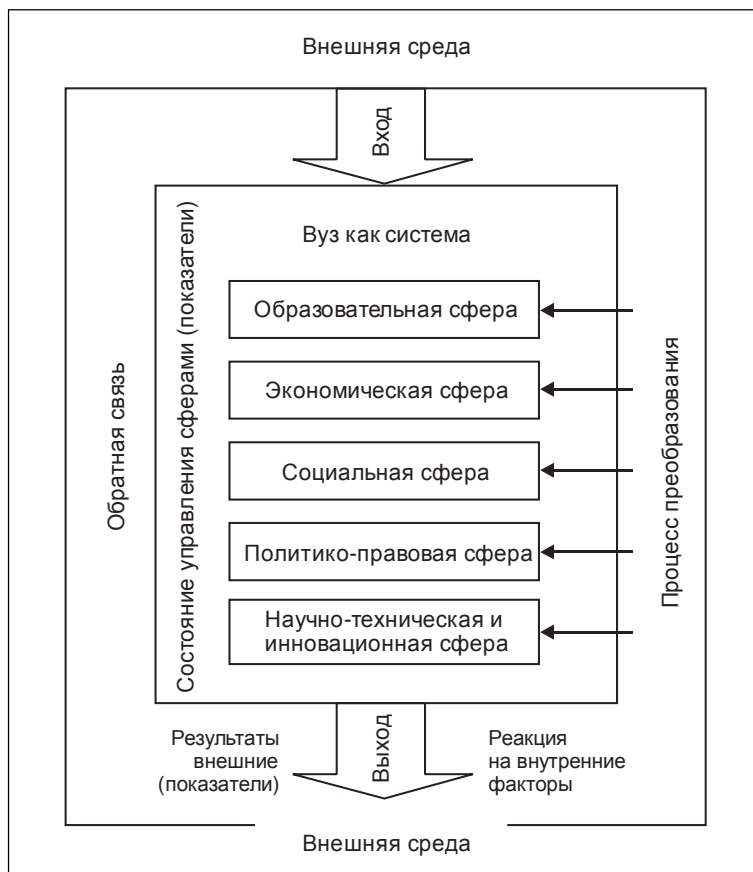 Внешняя среда
Вход
Вуз как система
Состояние управления сферами (показатели)
Образовательная сфера
Экономическая сфера
Социальная сфера
Политико-правовая сфера
Научно-техническая и
инновационная сфера
Обратная связь
Процесс преобразования
Результаты
внешние
(показатели)
Выход
Реакция
на внутренние
факторы
Внешняя среда